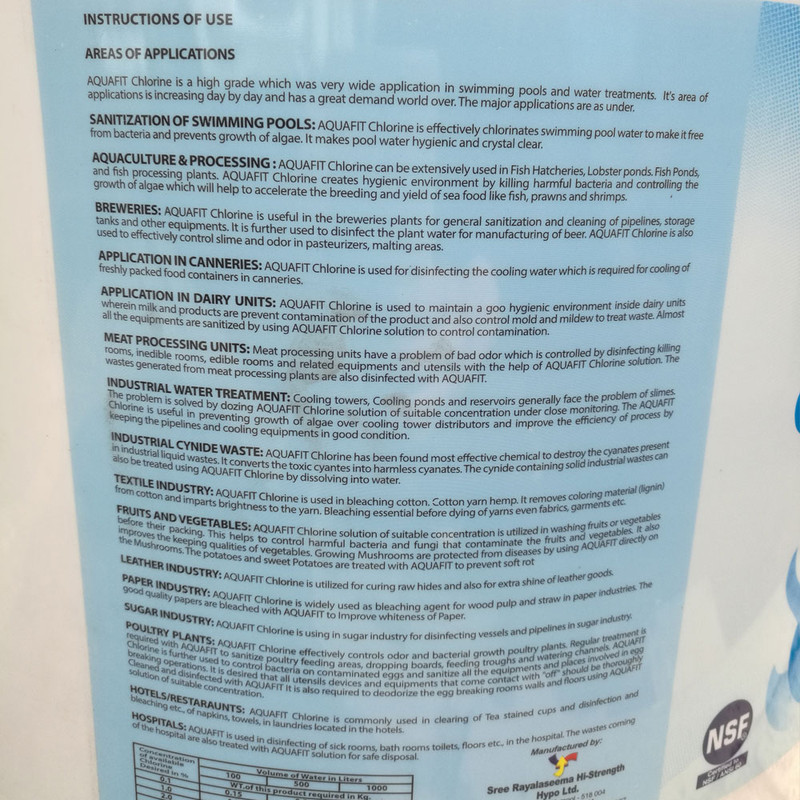 INSTRUCTIONS OF USE
AREAS OF APPLICATIONS
AQUAFIT Chlorine is a high grade which was very wide application in swimming pools and water treatments. It's area of
applications is increasing day by day and has a great demand world over. The major applications are as under.
SANITIZATION OF SWIMMING POOLS: AQUAFIT Chlorine is effectively chlorinates swimming pool water to make it free
from bacteria and prevents growth of algae. It makes pool water hygienic and crystal clear.
AQUACULTURE & PROCESSING : AQUAFIT Chlorine can be extensively used in Fish Hatcheries, Lobster ponds. Fish Ponds,
and fish processing plants. AQUAFIT Chlorine creates hygienic environment by killing harmful bacteria and controlling the
growth of algae which will help to accelerate the breeding and yield of sea food like fish, prawns and shrimps.
BREWERIES: AQUAFIT Chlorine is useful in the breweries plants for general sanitization and cleaning of pipelines, storage
tanks and other equipments. It is further used to disinfect the plant water for manufacturing of beer. AQUAFIT Chlorine is also
used to effectively control slime and odor in pasteurizers, malting areas.
APPLICATION IN CANNERIES: AQUAFIT Chlorine is used for disinfecting the cooling water which is required for cooling of
freshly packed food containers in canneries.
APPLICATION IN DAIRY UNITS: AQUAFIT Chlorine is used to maintain a goo hygienic environment inside dairy units
wherein milk and products are prevent contamination of the product and also control mold and mildew to treat waste. Almost
all the equipments are sanitized by using AQUAFIT Chlorine solution to control contamination.
MEAT PROCESSING UNITS: Meat processing units have a problem of bad odor which is controlled by disinfecting killing
rooms, inedible rooms, edible rooms and related equipments and utensils with the help of AQUAFIT Chlorine solution. The
wastes generated from meat processing plants are also disinfected with AQUAFIT.
INDUSTRIAL WATER TREATMENT: Cooling towers, Cooling ponds and reservoirs generally face the problem of slimes.
The problem is solved by dozing AQUAFIT Chlorine solution of suitable concentration under close monitoring. The AQUAFIT
Chlorine is useful in preventing growth of algae over cooling tower distributors and improve the efficiency of process by
keeping the pipelines and cooling equipments in good condition.
INDUSTRIAL CYNIDE WASTE: AQUAFIT Chlorine has been found most effective chemical to destroy the cyanates present
in industrial liquid wastes. It converts the toxic cyantes into harmless cyanates. The cynide containing solid industrial wastes can
also be treated using AQUAFIT Chlorine by dissolving into water.
TEXTILE INDUSTRY: AQUAFIT Chlorine is used in bleaching cotton. Cotton yarn hemp. It removes coloring material (lignin)
from cotton and imparts brightness to the yarn. Bleaching essential before dying of yarns even fabrics, garments etc.
FRUITS AND VEGETABLES: AQUAFIT Chlorine solution of suitable concentration is utilized in washing fruits or vegetables
before their packing. This helps to control harmful bacteria and fungi that contaminate the fruits and vegetables. It also
improves the keeping qualities of vegetables. Growing Mushrooms are protected from diseases by using AQUAFIT directly on
the Mushrooms. The potatoes and sweet Potatoes are treated with AQUAFIT to prevent soft rot
LEATHER INDUSTRY: AQUAFIT Chlorine is utilized for curing raw hides and also for extra shine of leather goods.
PAPER INDUSTRY: AQUAFIT Chlorine is widely used as bleaching agent for wood pulp and straw in paper industries. The
good quality papers are bleached with AQUAFIT to Improve whiteness of Paper.
SUGAR INDUSTRY: AQUAFIT Chlorine is using in sugar industry for disinfecting vessels and pipelines in sugar industry.
POULTRY PLANTS: AQUAFIT Chlorine effectively controls odor and bacterial growth poultry plants. Regular treatment is
required with AQUAFIT to sanitize poultry feeding areas, dropping boards, feeding troughs and watering channels. AQUAFIT
Chlorine is further used to control bacteria on contaminated eggs and sanitize all the equipments and places involved in egg
breaking operations. It is desired that all utensils devices and equipments that come contact with "off" should be thoroughly
Cleaned and disinfected with AQUAFIT It is also required to deodorize the egg breaking rooms walls and floors using AQUAFIT
solution of suitable concentration.
HOTELS/RESTARAUNTS: AQUAFIT Chlorine is commonly used in clearing of Tea stained cups and disinfection and
bleaching etc., of napkins, towels, in laundries located in the hotels.
HOSPITALS: AQUAFIT is used in disinfecting of sick rooms, bath rooms toilets, floors etc., in the hospital. The wastes coming
of the hospital are also treated with AQUAFIT solution for safe disposal.
Concentration
of available
Chlorine
Desired in %
Volume of Water in Liters
100 500 1000
WT.of this product required in Kg.
0.1 0.15
1.0
2.0
Manufactured by:
Sree Rayalaseema Hi-Strength
Hypo Ltd.
- 518 004
NSF